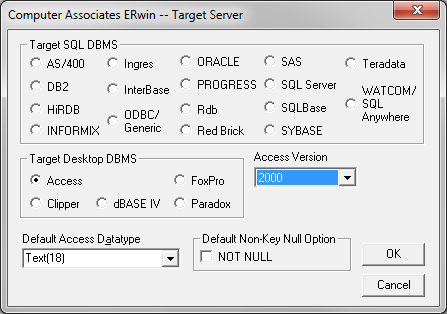 Computer Associates ERwin -- Target Server
Target SQL DBMS
AS/400
DB2
HiRDB
INFORMIX
Ingres
InterBase
ODBC/
Generic
ORACLE
PROGRESS
Rdb
Red Brick
SAS
SQL Server
SQLBase
SYBASE
Teradata
WATCOM/
SQL
Anywhere
Target Desktop DBMS
Access
FoxPro
Clipper
dBASE IV
Paradox
Access Version
2000
Default Access Datatype
Text(18)
Default Non-Key Null Option
NOT NULL
OK
Cancel